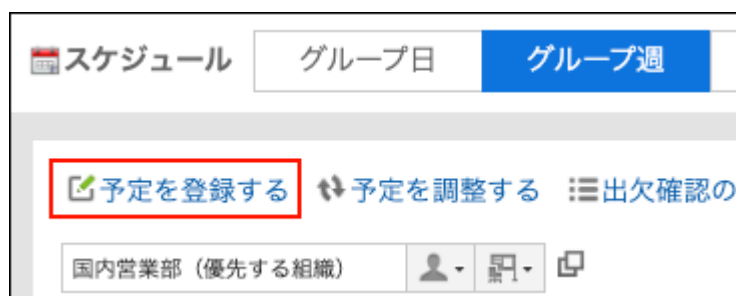 スケジュール グループ日 グループ週
予定を登録する 予定を調整する 出欠確認の
国内営業部（優先する組織）